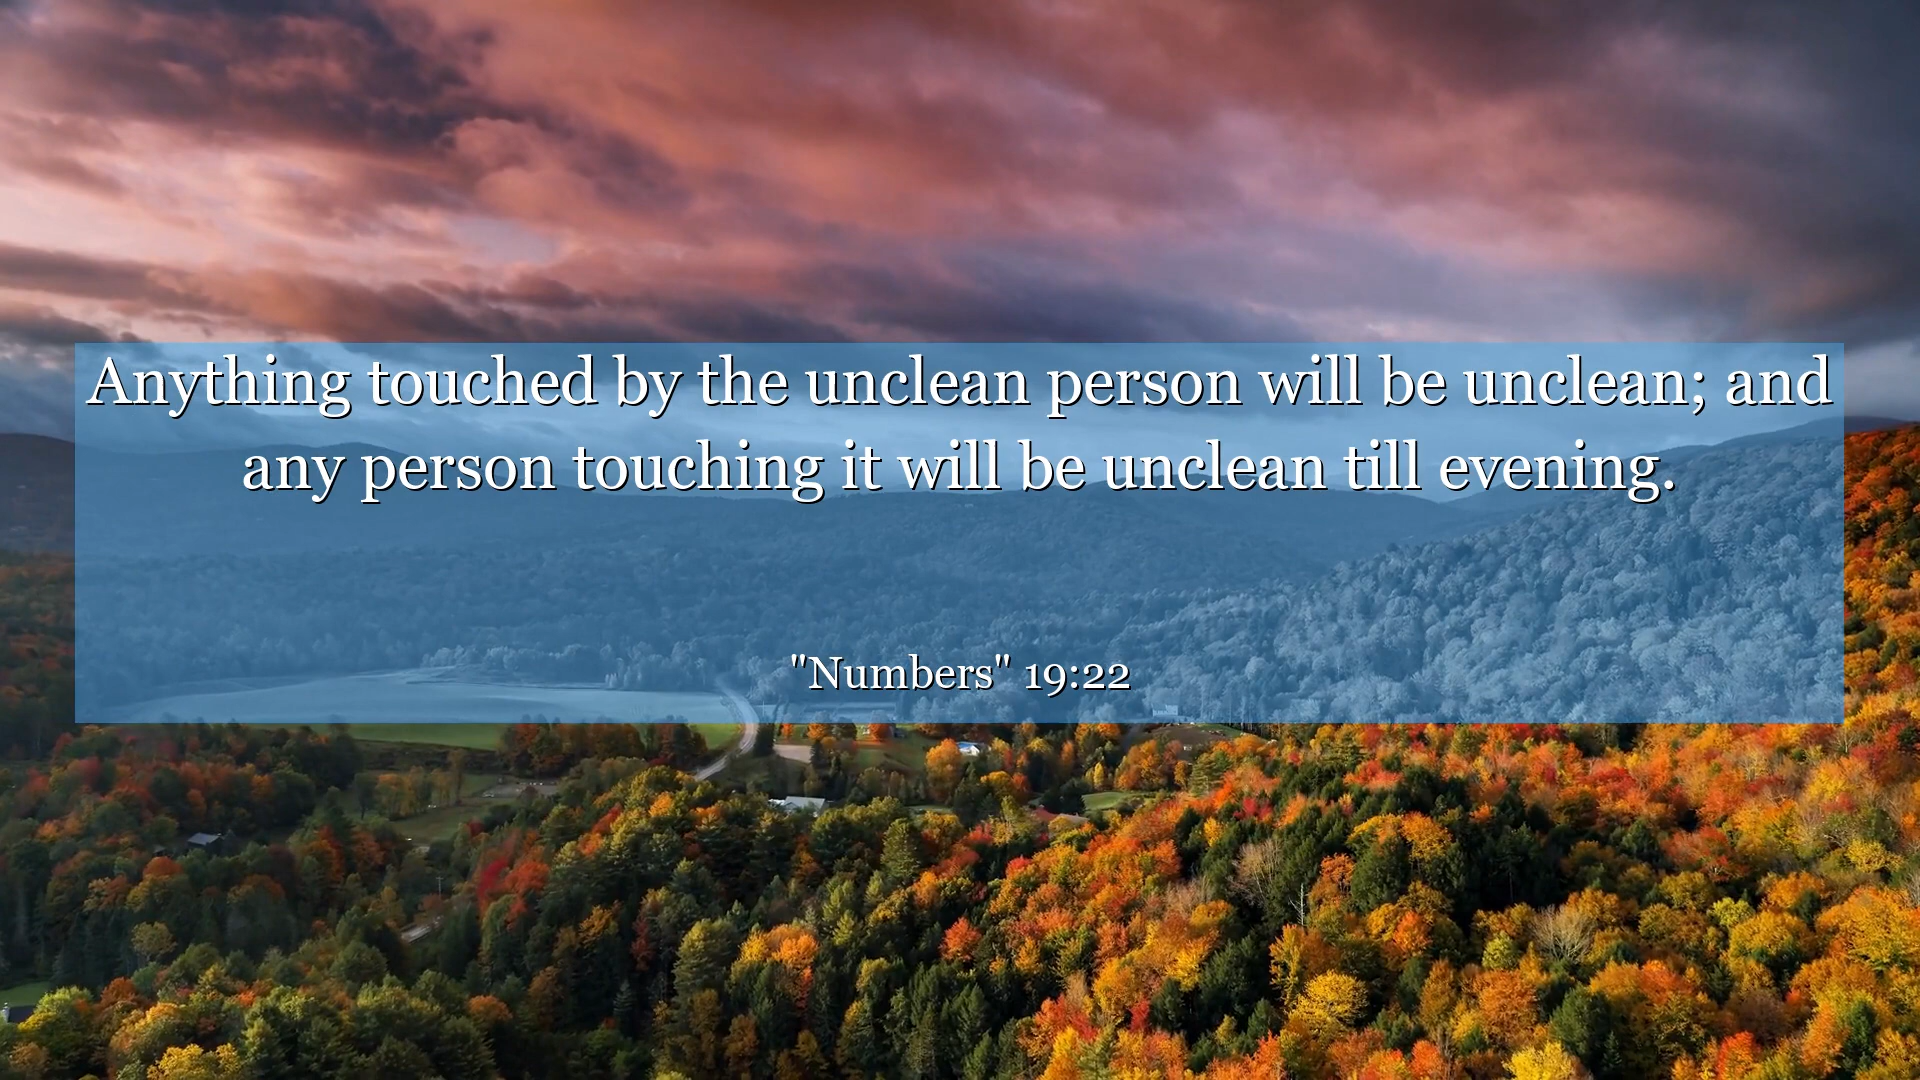 Anything touched by the unclean person will be unclean; and
any person touching it will be unclean till evening.
"Numbers" 19:22